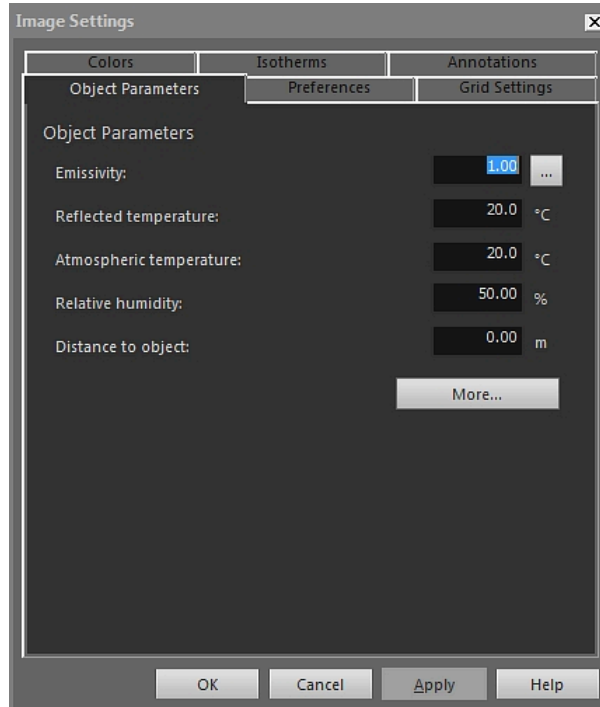 Image Settings
Colors Isotherms Annotations
Object Parameters Preferences Grid Settings
Object Parameters
Emissivity: 1.00 ...
Reflected temperature: 20.0 °C
Atmospheric temperature: 20.0 °C
Relative humidity: 50.00 %
Distance to object: 0.00 m
More...
OK Cancel Apply Help